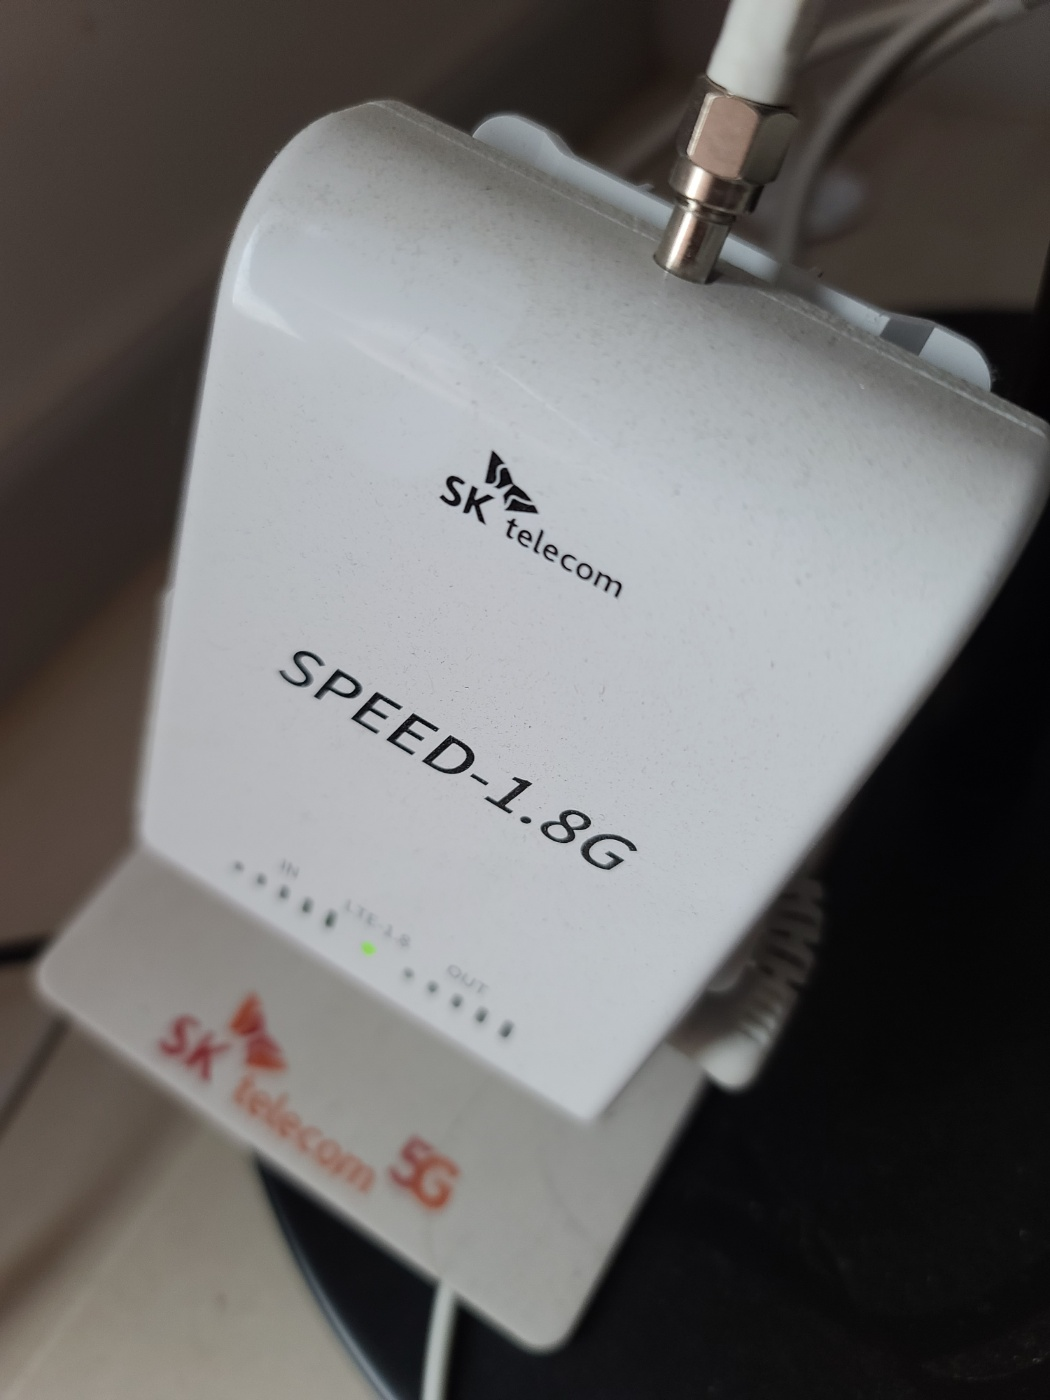 SK telecom
SPEED-1.8G
IN
LTE-1.8
OUT
SK telecom 5G